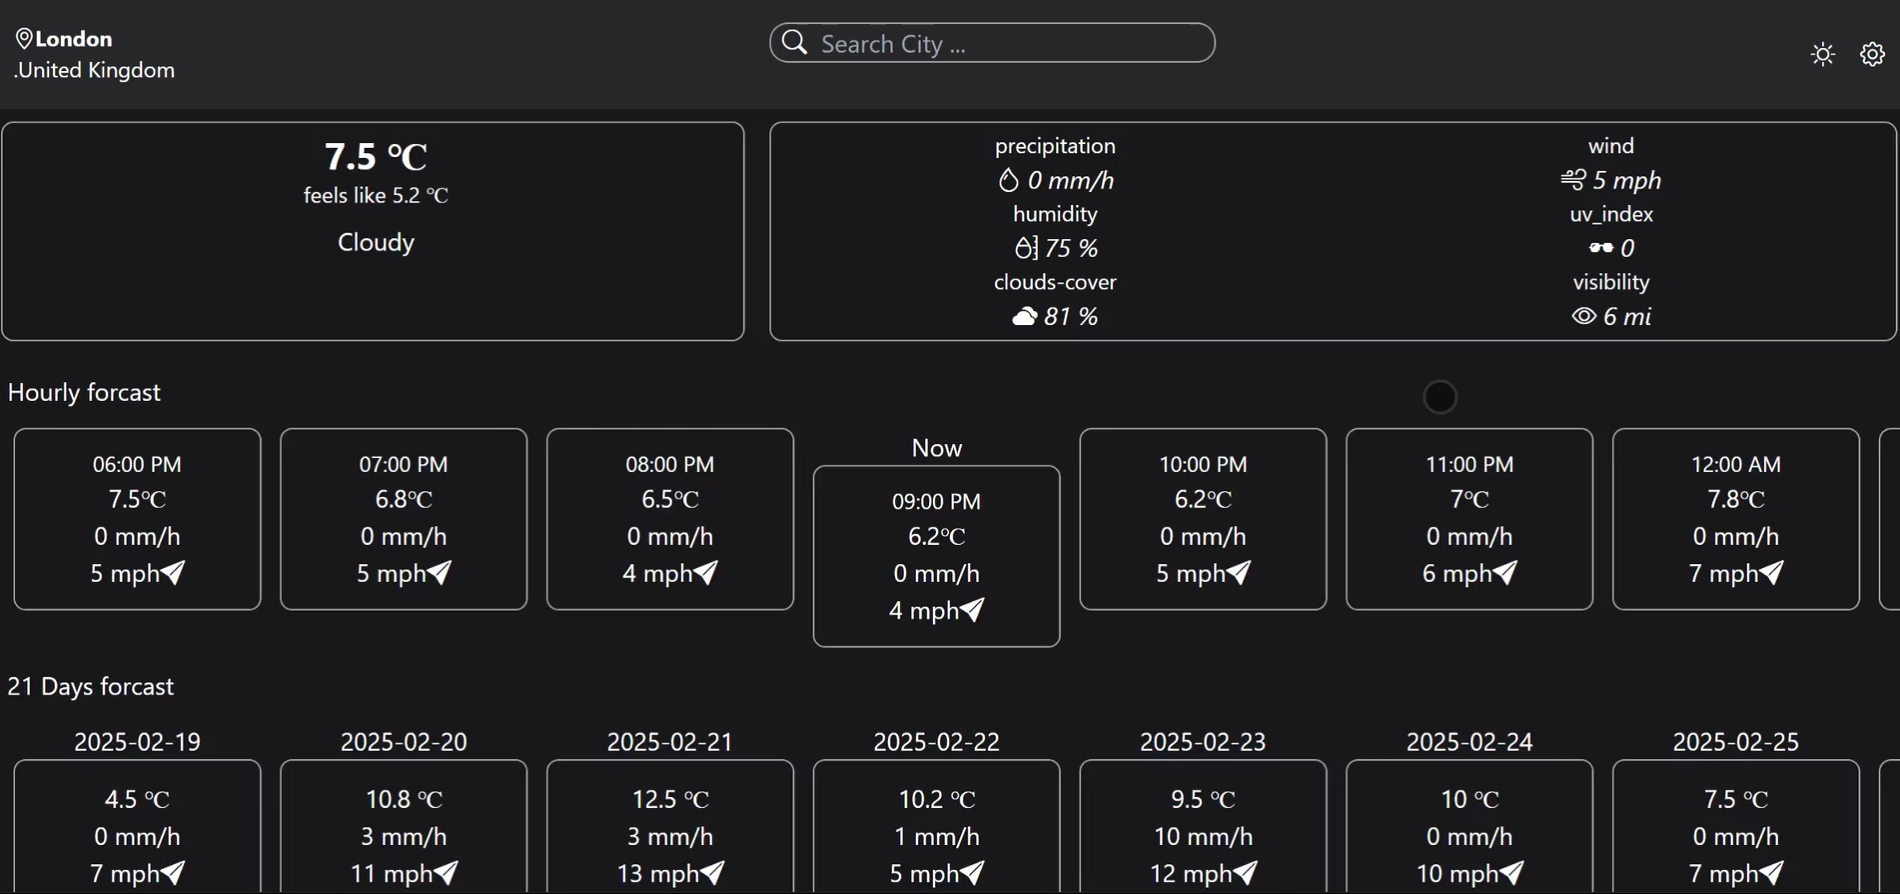 London
.United Kingdom
Search City ...
7.5 °C
feels like 5.2 °C
Cloudy
precipitation
0 mm/h
humidity
75 %
clouds-cover
81 %
wind
5 mph
uv_index
0
visibility
6 mi
Hourly forcast
06:00 PM
7.5°C
0 mm/h
5 mph
07:00 PM
6.8°C
0 mm/h
5 mph
08:00 PM
6.5°C
0 mm/h
4 mph
Now
09:00 PM
6.2°C
0 mm/h
4 mph
10:00 PM
6.2°C
0 mm/h
5 mph
11:00 PM
7°C
0 mm/h
6 mph
12:00 AM
7.8°C
0 mm/h
7 mph
21 Days forcast
2025-02-19
4.5 °C
0 mm/h
7 mph
2025-02-20
10.8 °C
3 mm/h
11 mph
2025-02-21
12.5 °C
3 mm/h
13 mph
2025-02-22
10.2 °C
1 mm/h
5 mph
2025-02-23
9.5 °C
10 mm/h
12 mph
2025-02-24
10 °C
0 mm/h
10 mph
2025-02-25
7.5 °C
0 mm/h
7 mph